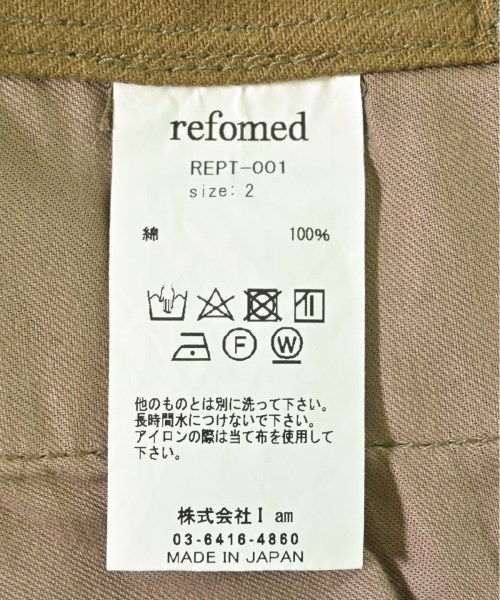 refomed
REPT-001
size: 2
綿 100%
F W
他のものとは別に洗って下さい。
長時間水につけないで下さい。
アイロンの際は当て布を使用して
下さい。
株式会社I am
03-6416-4860
MADE IN JAPAN